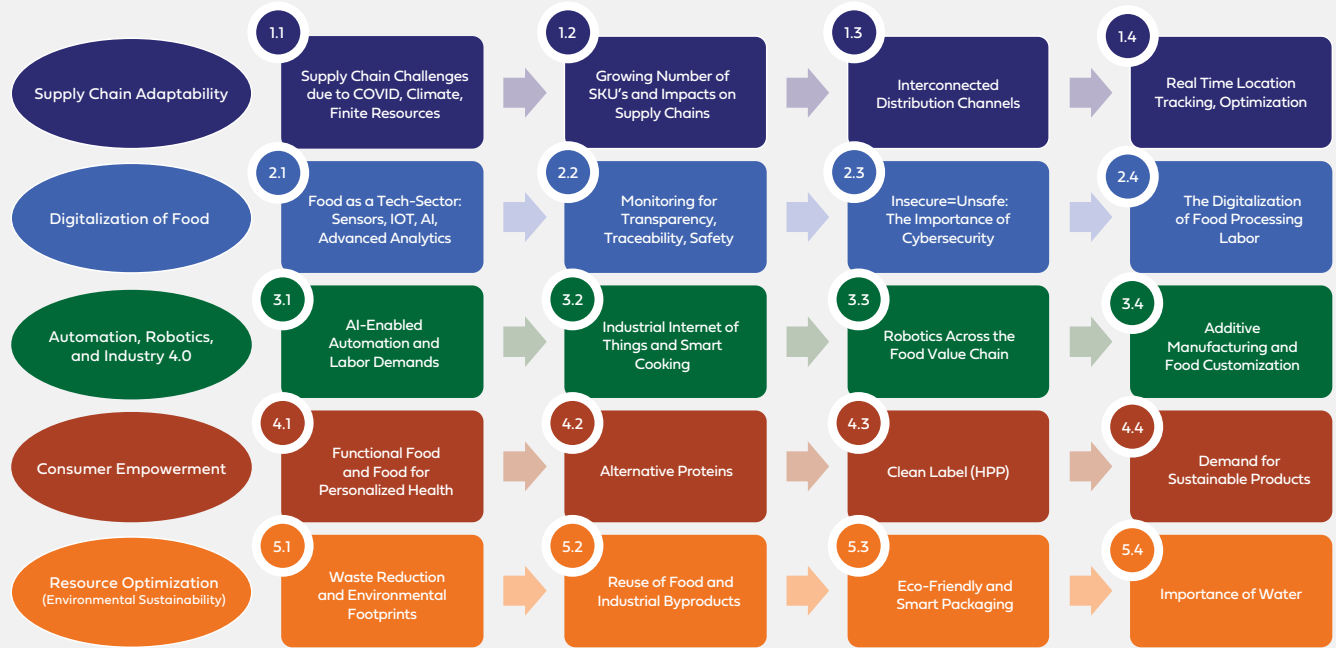 Supply Chain Adaptability
1.1
Supply Chain Challenges
due to COVID, Climate,
Finite Resources
1.2
Growing Number of
SKU's and Impacts on
Supply Chains
1.3
Interconnected
Distribution Channels
1.4
Real Time Location
Tracking, Optimization
Digitalization of Food
2.1
Food as a Tech-Sector:
Sensors, IOT, AI,
Advanced Analytics
2.2
Monitoring for
Transparency,
Traceability, Safety
2.3
Insecure=Unsafe:
The Importance of
Cybersecurity
2.4
The Digitalization
of Food Processing
Labor
Automation, Robotics,
and Industry 4.0
3.1
AI-Enabled
Automation and
Labor Demands
3.2
Industrial Internet of
Things and Smart
Cooking
3.3
Robotics Across the
Food Value Chain
3.4
Additive
Manufacturing and
Food Customization
Consumer Empowerment
4.1
Functional Food
and Food for
Personalized Health
4.2
Alternative Proteins
4.3
Clean Label (HPP)
4.4
Demand for
Sustainable Products
Resource Optimization
(Environmental Sustainability)
5.1
Waste Reduction
and Environmental
Footprints
5.2
Reuse of Food and
Industrial Byproducts
5.3
Eco-Friendly and
Smart Packaging
5.4
Importance of Water